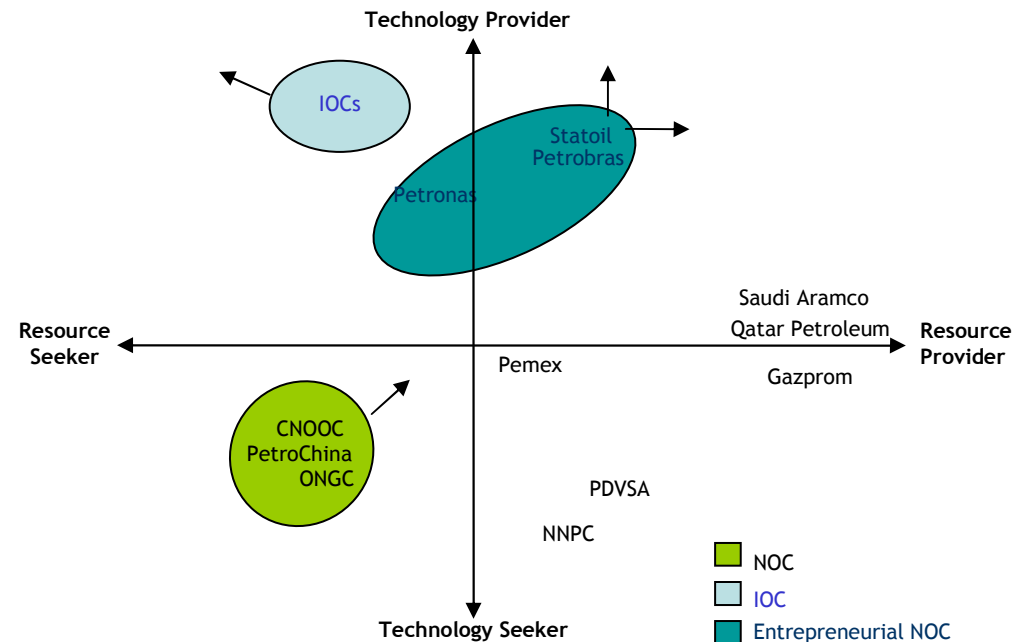 Technology Provider
IOCs
Statoil
Petrobras
Petronas
Saudi Aramco
Qatar Petroleum
Resource
Seeker
Resource
Provider
Pemex
Gazprom
CNOOC
PetroChina
ONGC
PDVSA
NNPC
NOC
IOC
Entrepreneurial NOC
Technology Seeker